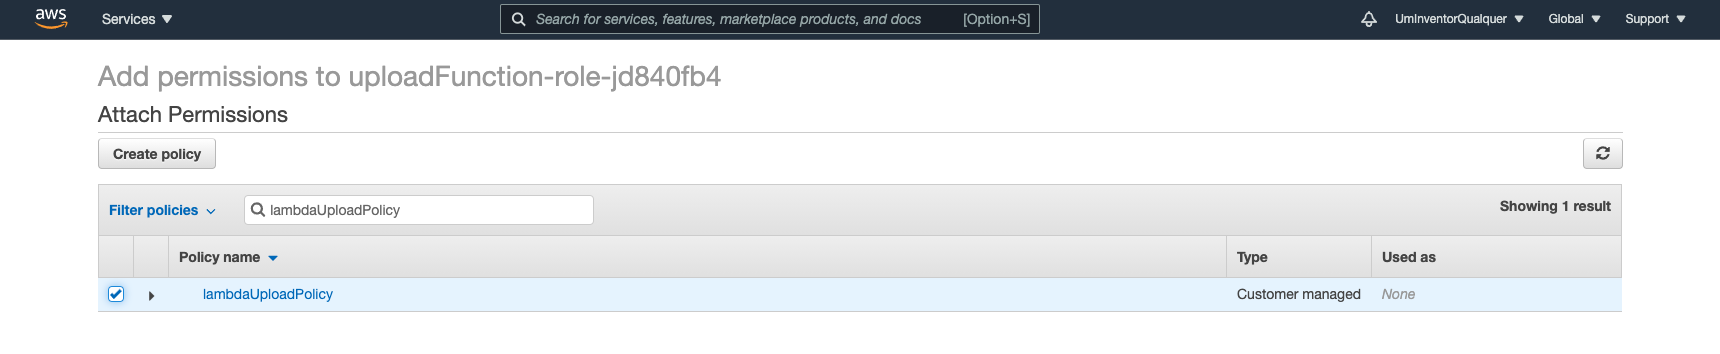 aws Services Search for services, features, marketplace products, and docs [Option+S] UmInventorQualquer Global Support
Add permissions to uploadFunction-role-jd840fb4
Attach Permissions
Create policy
Filter policies lambdaUploadPolicy Showing 1 result
Policy name Type Used as
lambdaUploadPolicy Customer managed None